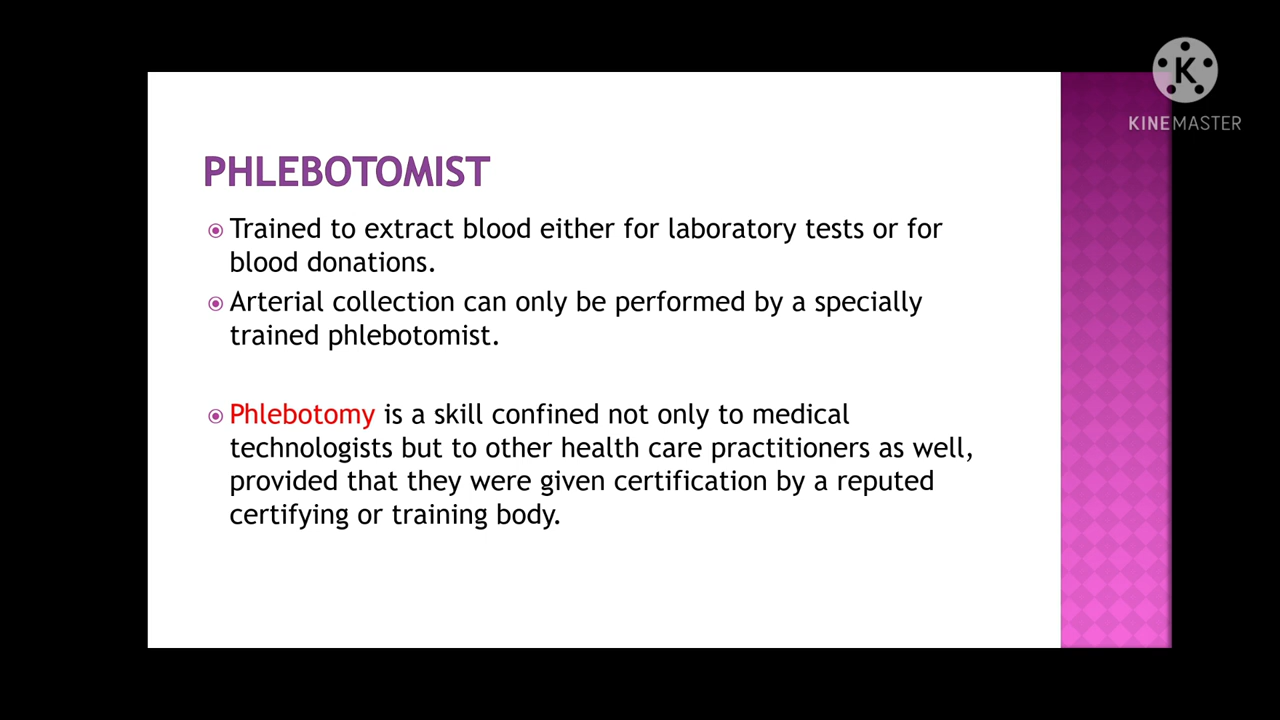 K
KINEMASTER
PHLEBOTOMIST
Trained to extract blood either for laboratory tests or for
blood donations.
Arterial collection can only be performed by a specially
trained phlebotomist.
Phlebotomy is a skill confined not only to medical
technologists but to other health care practitioners as well,
provided that they were given certification by a reputed
certifying or training body.